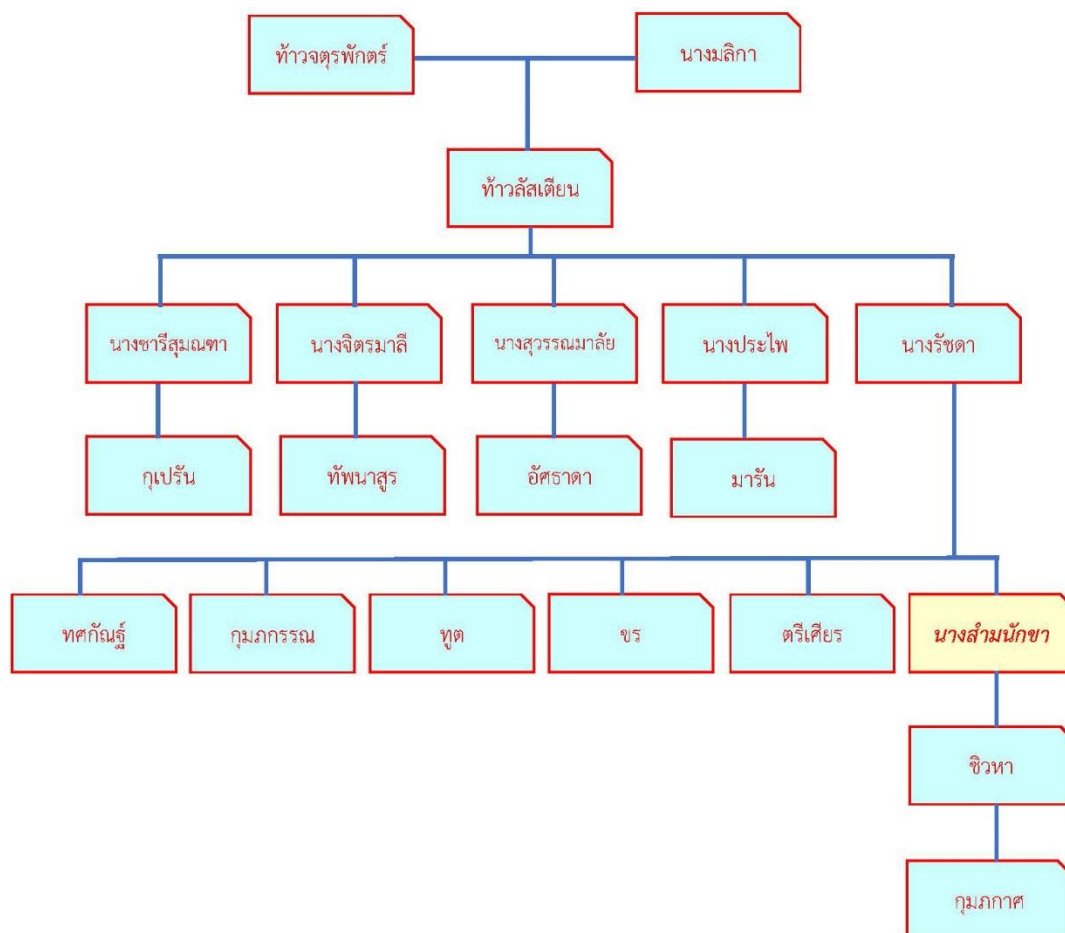 ท้าวจตุรพักตร์
นางมลิกา
ท้าวลัสเตียน
นางซารีสุมณฑา
นางจิตรมาลี
นางสุวรรณมาลัย
นางประไพ
นางรัชดา
กุเปรัน
ทัพนาสูร
อัศธาดา
มารัน
ทศกัณฐ์
กุมภกรรณ
ทูต
ขร
ตรีเศียร
นางสำมนักขา
ชิวหา
กุมภกาศ